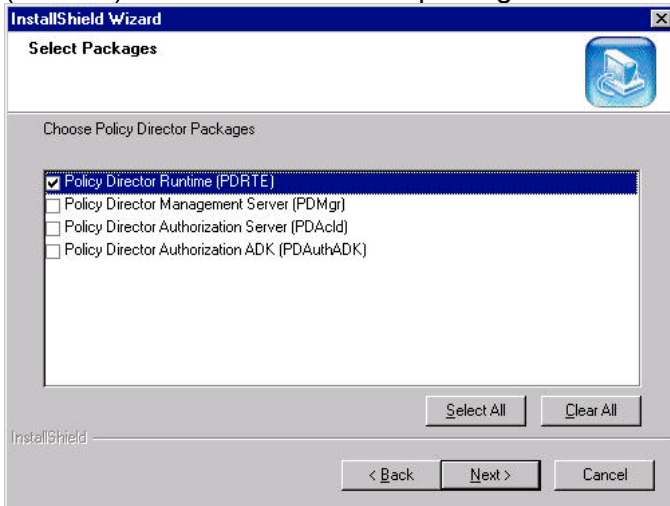 InstallShield Wizard
Select Packages
Choose Policy Director Packages
Policy Director Runtime (PDRTE)
Policy Director Management Server (PDMgr)
Policy Director Authorization Server (PDAcld)
Policy Director Authorization ADK (PDAuthADK)
Select All Clear All
InstallShield
< Back Next > Cancel